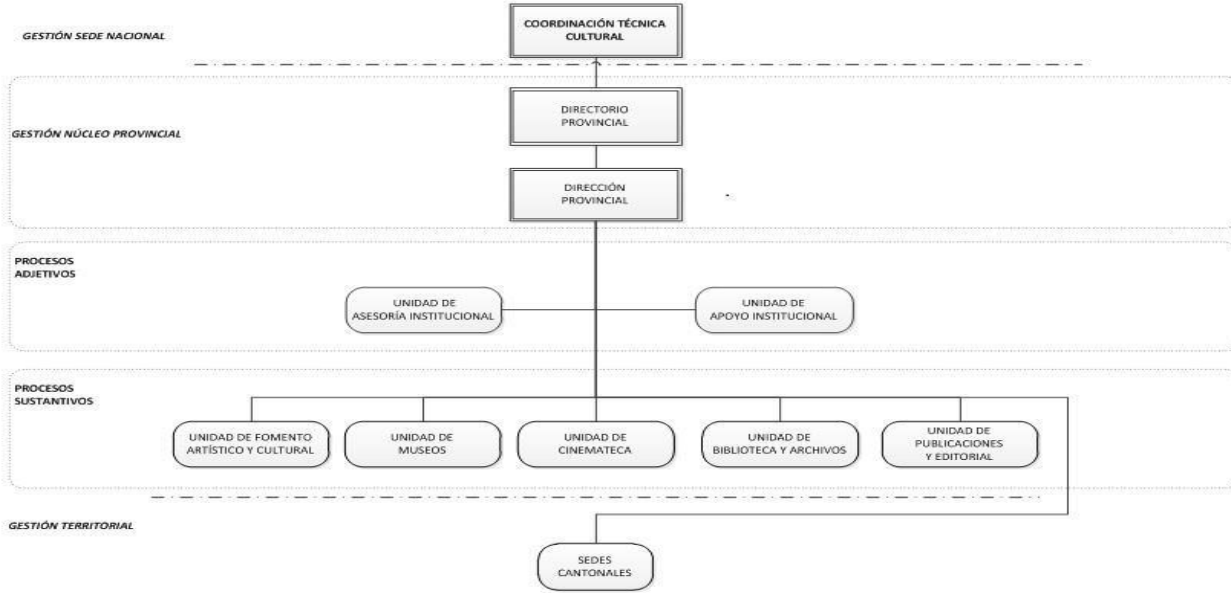 COORDINACIÓN TÉCNICA
CULTURAL
GESTIÓN SEDE NACIONAL
DIRECTORIO
PROVINCIAL
GESTIÓN NÚCLEO PROVINCIAL
DIRECCIÓN
PROVINCIAL
PROCESOS
ADJETIVOS
UNIDAD DE
ASESORÍA INSTITUCIONAL
UNIDAD DE
APOYO INSTITUCIONAL
PROCESOS
SUSTANTIVOS
UNIDAD DE FOMENTO
ARTÍSTICO Y CULTURAL
UNIDAD DE
MUSEOS
UNIDAD DE
CINEMATECA
UNIDAD DE
BIBLIOTECA Y ARCHIVOS
UNIDAD DE
PUBLICACIONES
Y EDITORIAL
GESTIÓN TERRITORIAL
SEDES
CANTONALES